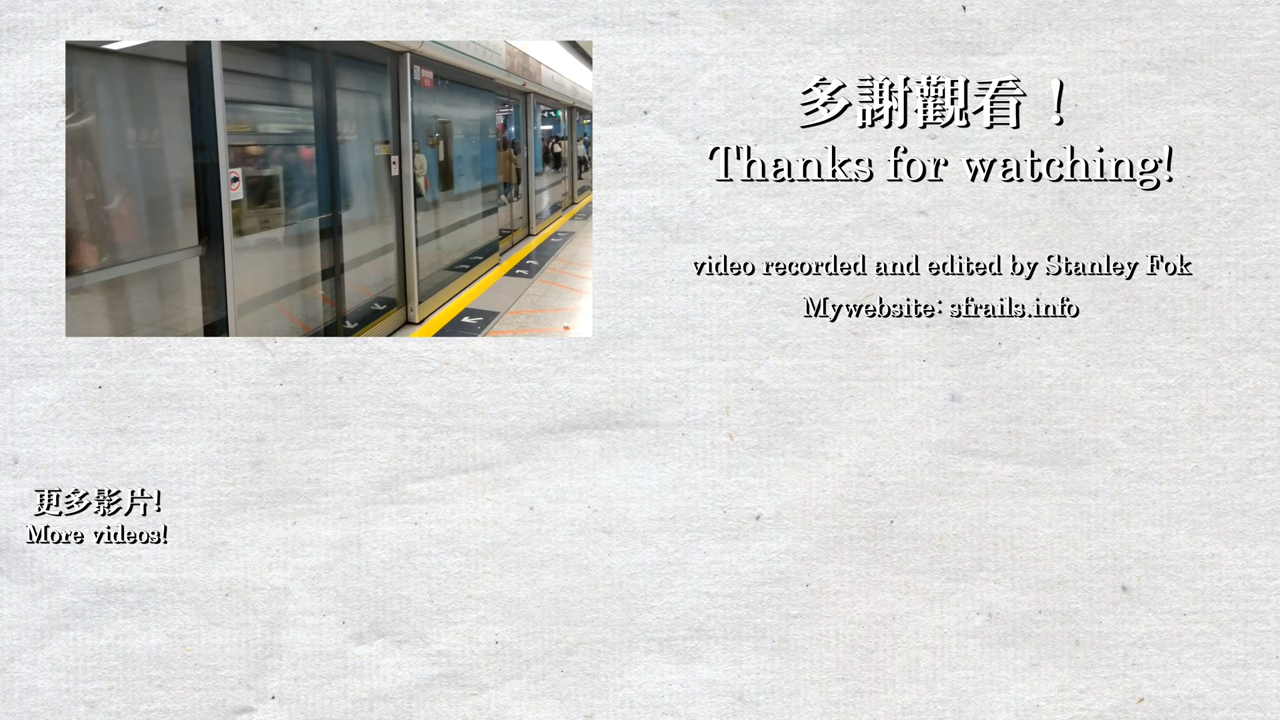 多謝觀看！
Thanks for watching!
video recorded and edited by Stanley Fok
Mywebsite: sfrails.info
更多影片!
More videos!